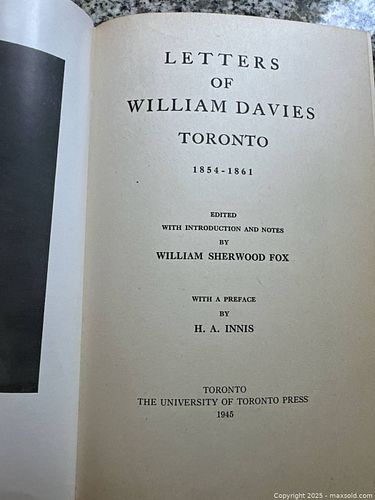 LETTERS
OF
WILLIAM DAVIES
TORONTO
1854-1861
EDITED
WITH INTRODUCTION AND NOTES
BY
WILLIAM SHERWOOD FOX
WITH A PREFACE
BY
H. A. INNIS
TORONTO
THE UNIVERSITY OF TORONTO PRESS
1945
Copyright 2025 - maxsold.com